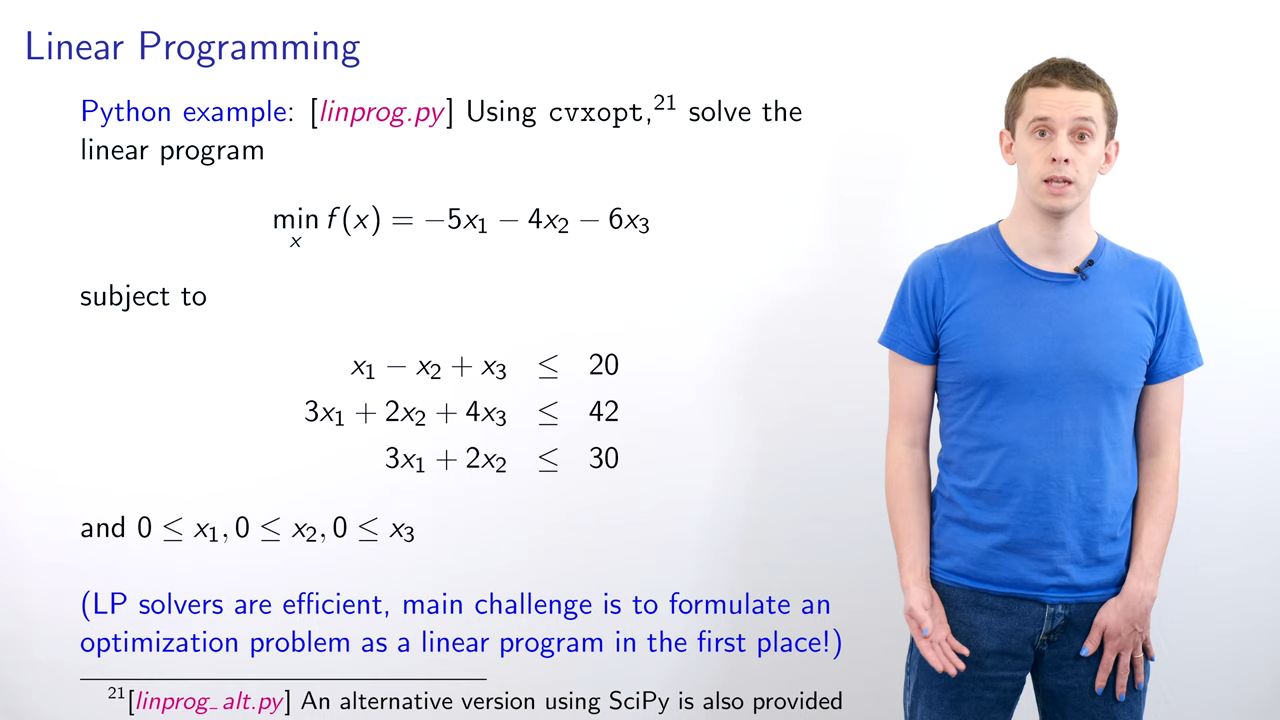 Linear Programming
Python example: [linprog.py] Using cvxopt,²¹ solve the
linear program
min f(x) = −5x₁ − 4x₂ − 6x₃
x
subject to
x₁ − x₂ + x₃ ≤ 20
3x₁ + 2x₂ + 4x₃ ≤ 42
3x₁ + 2x₂ ≤ 30
and 0 ≤ x₁, 0 ≤ x₂, 0 ≤ x₃
(LP solvers are efficient, main challenge is to formulate an
optimization problem as a linear program in the first place!)
²¹[linprog_alt.py] An alternative version using SciPy is also provided